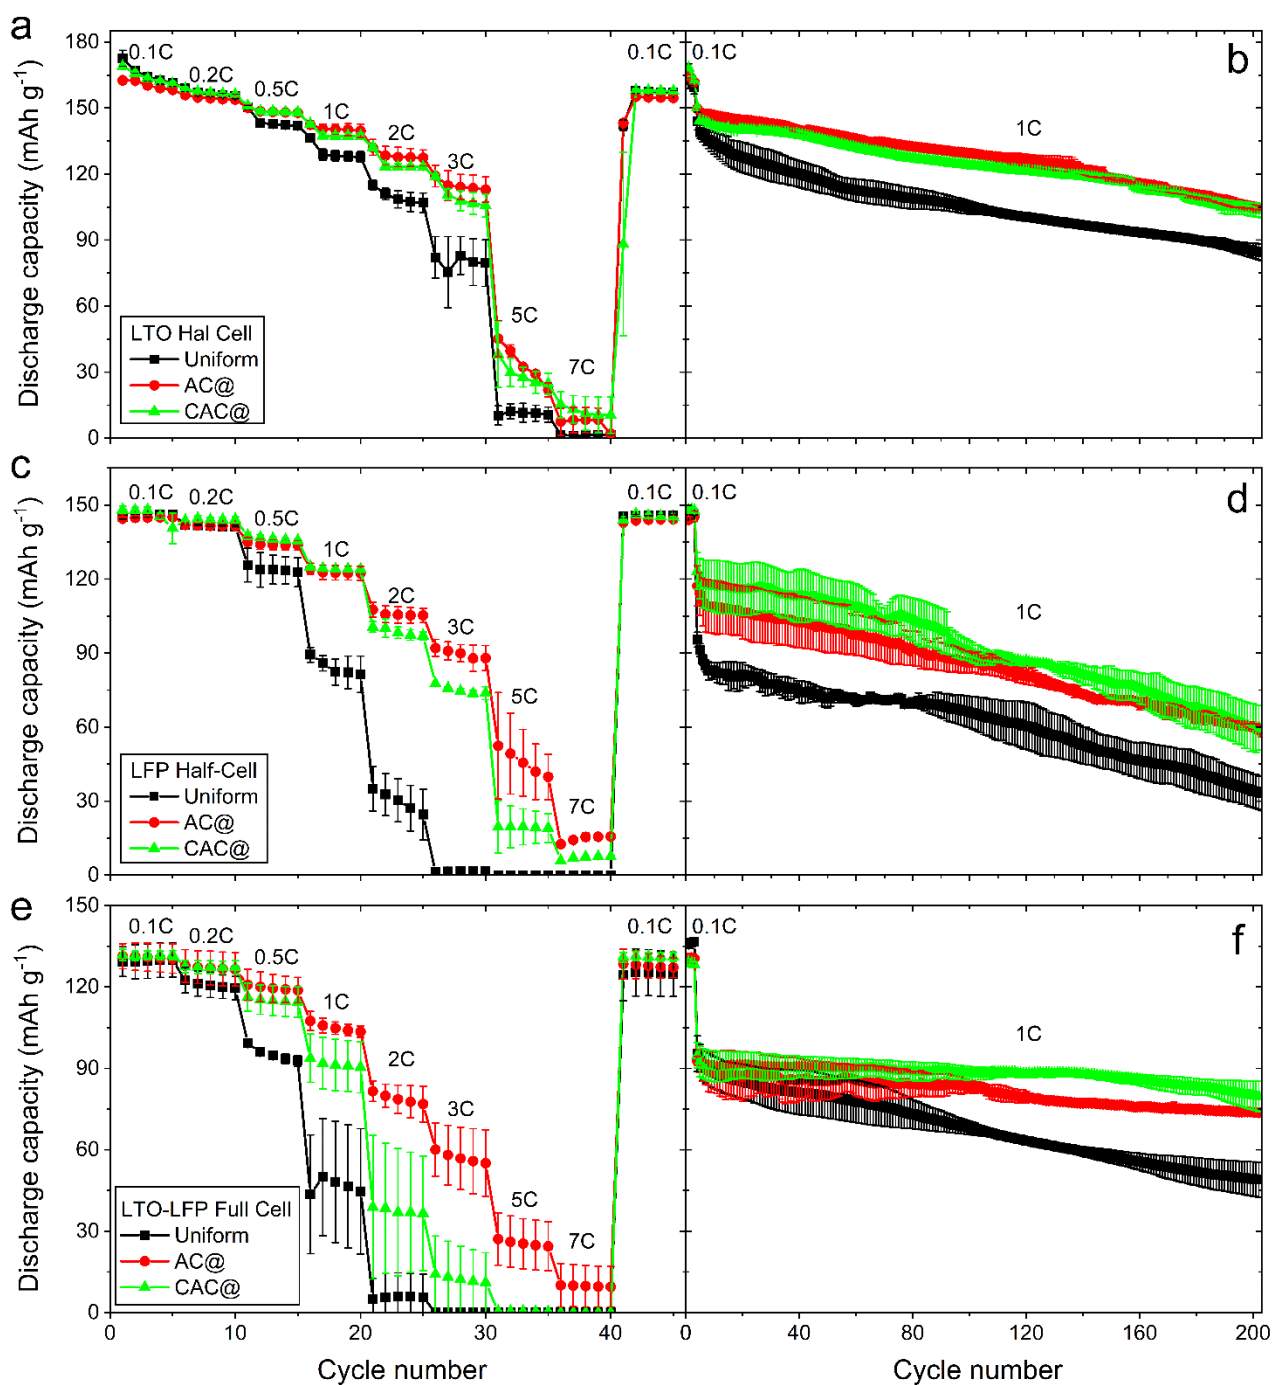 a
b
0.1C
0.2C
0.5C
1C
2C
3C
5C
7C
0.1C
0.1C
1C
180
150
120
90
60
30
0
Discharge capacity (mAh g⁻¹)
LTO Hal Cell
Uniform
AC@
CAC@
c
d
0.1C
0.2C
0.5C
1C
2C
3C
5C
7C
0.1C
0.1C
1C
150
120
90
60
30
0
Discharge capacity (mAh g⁻¹)
LFP Half-Cell
Uniform
AC@
CAC@
e
f
0.1C
0.2C
0.5C
1C
2C
3C
5C
7C
0.1C
0.1C
1C
150
120
90
60
30
0
Discharge capacity (mAh g⁻¹)
LTO-LFP Full Cell
Uniform
AC@
CAC@
0 10 20 30 40
0 40 80 120 160 200
Cycle number
Cycle number